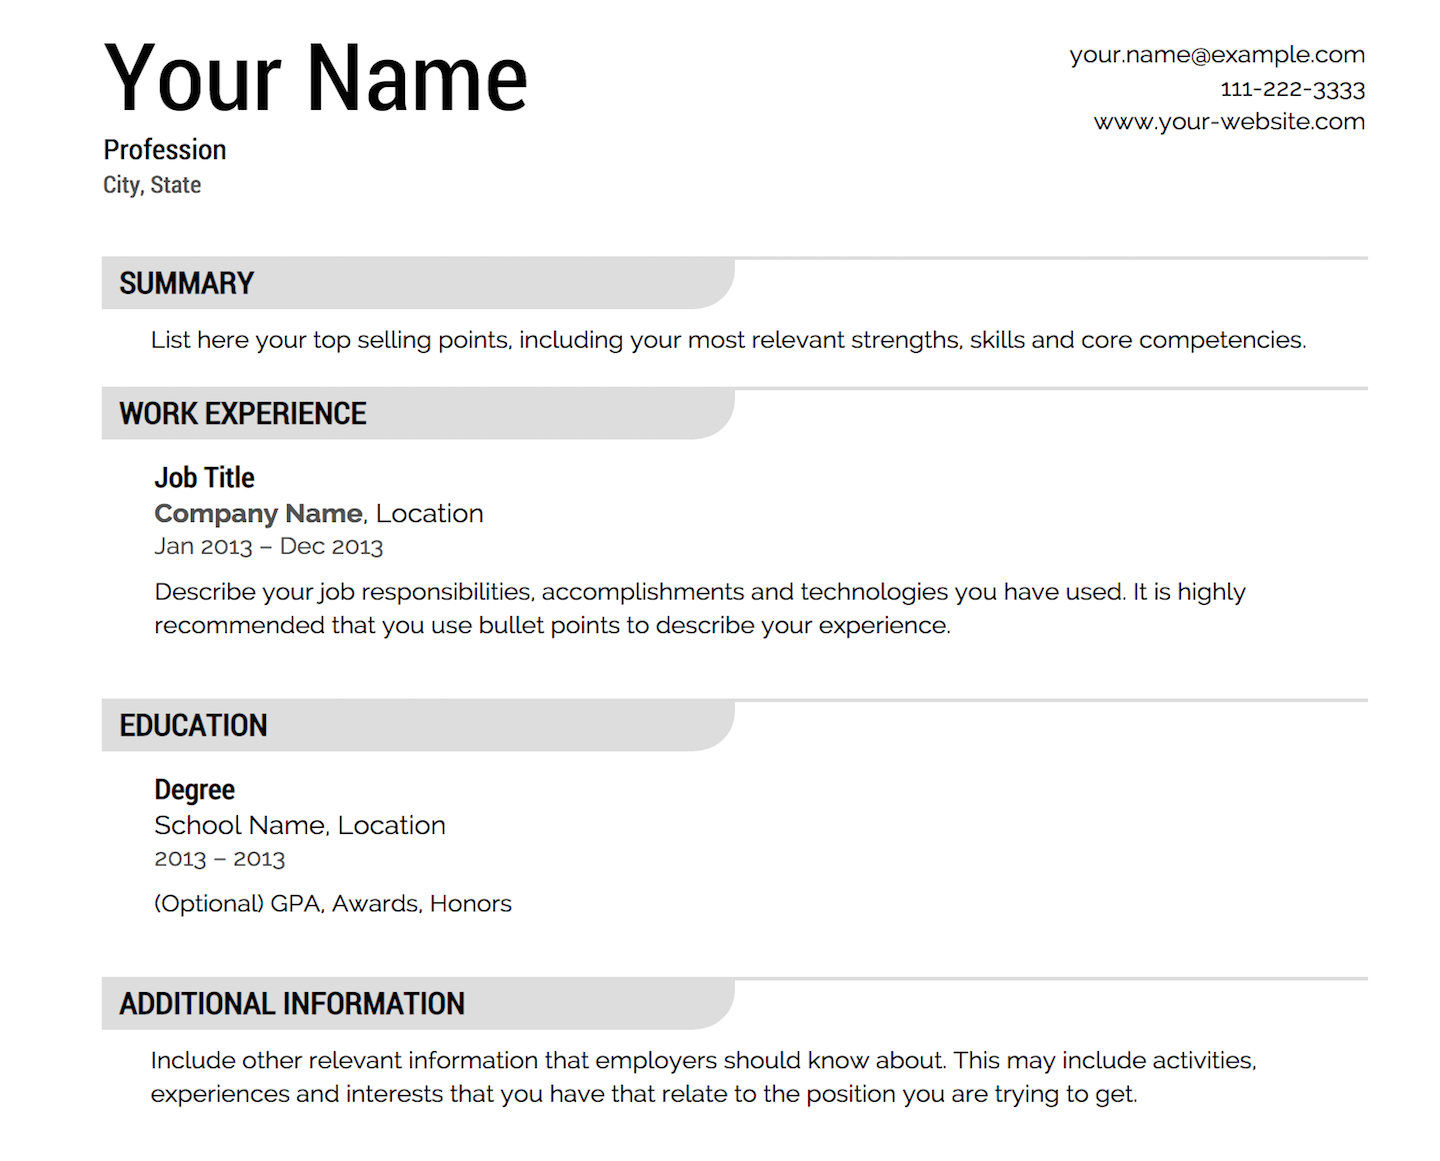 Your Name
Profession
City, State
your.name@example.com
111-222-3333
www.your-website.com
SUMMARY
List here your top selling points, including your most relevant strengths, skills and core competencies.
WORK EXPERIENCE
Job Title
Company Name, Location
Jan 2013 – Dec 2013
Describe your job responsibilities, accomplishments and technologies you have used. It is highly
recommended that you use bullet points to describe your experience.
EDUCATION
Degree
School Name, Location
2013 – 2013
(Optional) GPA, Awards, Honors
ADDITIONAL INFORMATION
Include other relevant information that employers should know about. This may include activities,
experiences and interests that you have that relate to the position you are trying to get.